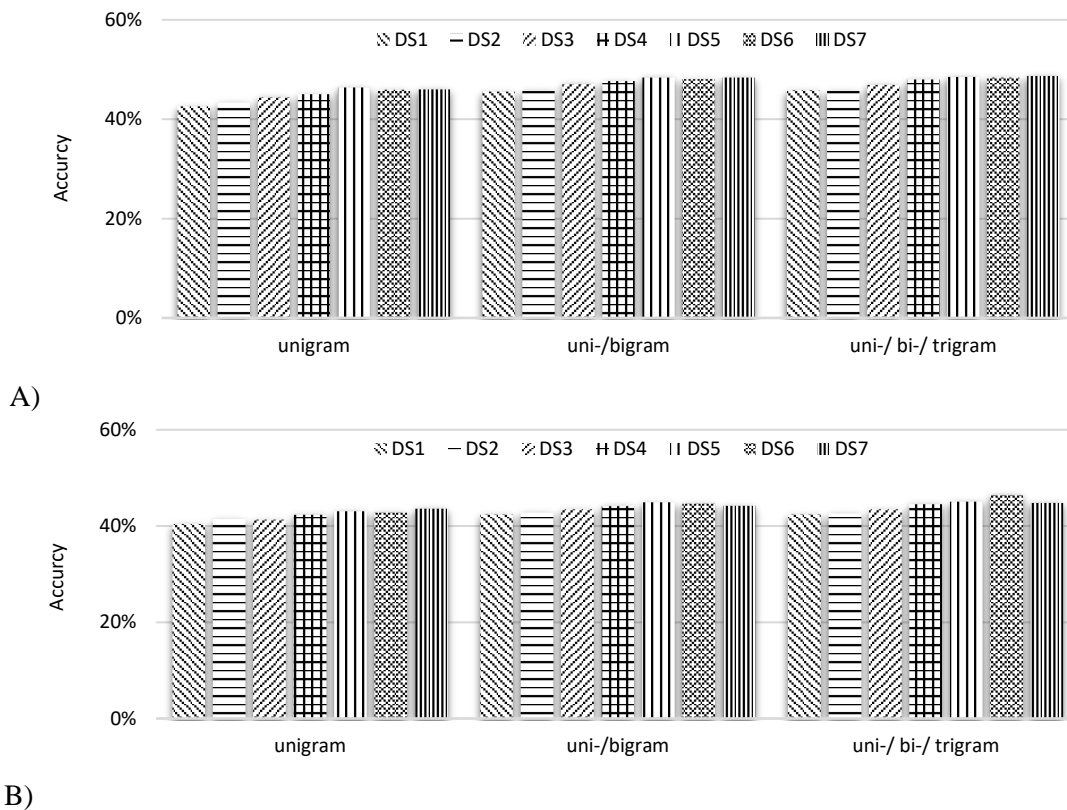 60%
DS1 DS2 DS3 DS4 DS5 DS6 DS7
40%
Accurcy
20%
0%
unigram uni-/bigram uni-/ bi-/ trigram
A)
60%
DS1 DS2 DS3 DS4 DS5 DS6 DS7
40%
Accurcy
20%
0%
unigram uni-/bigram uni-/ bi-/ trigram
B)